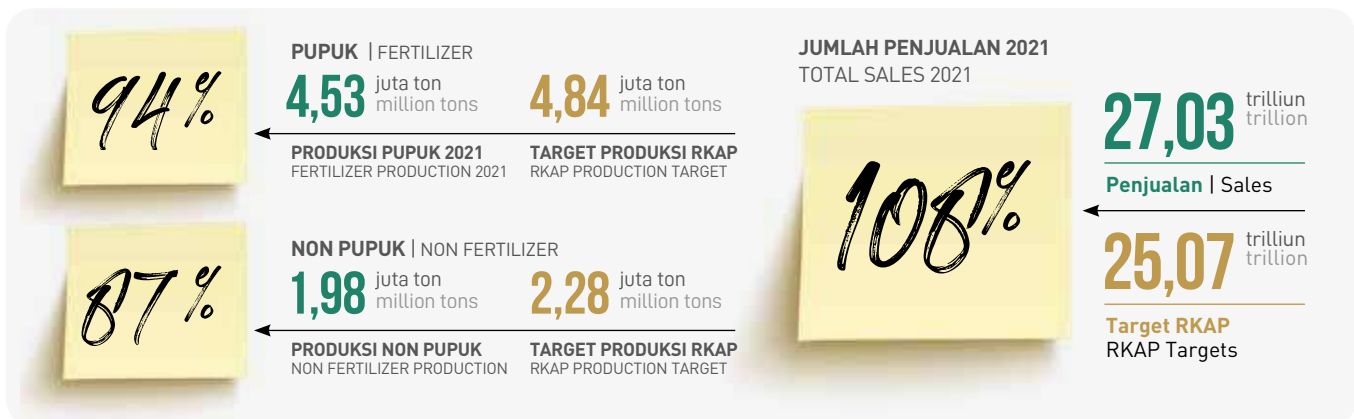 94%
PUPUK | FERTILIZER
4,53 juta ton
million tons
4,84 juta ton
million tons
PRODUKSI PUPUK 2021
FERTILIZER PRODUCTION 2021
TARGET PRODUKSI RKAP
RKAP PRODUCTION TARGET
87%
NON PUPUK | NON FERTILIZER
1,98 juta ton
million tons
2,28 juta ton
million tons
PRODUKSI NON PUPUK
NON FERTILIZER PRODUCTION
TARGET PRODUKSI RKAP
RKAP PRODUCTION TARGET
JUMLAH PENJUALAN 2021
TOTAL SALES 2021
108%
27,03 trilliun
trillion
Penjualan | Sales
25,07 trilliun
trillion
Target RKAP
RKAP Targets